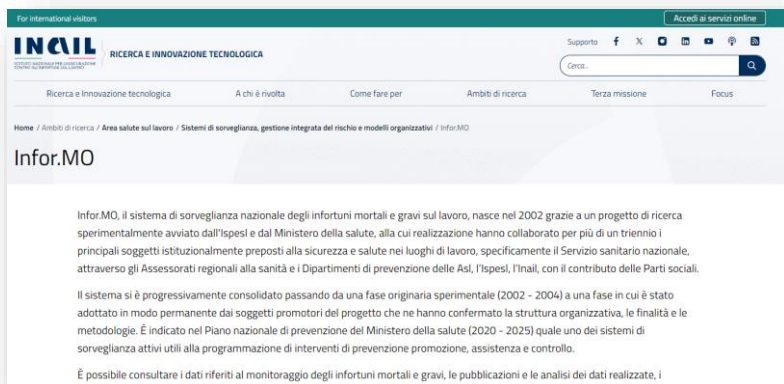 For international visitors
Accedi ai servizi online
INAIL
RICERCA E INNOVAZIONE TECNOLOGICA
Supporto
Cerca..
Ricerca e Innovazione tecnologica
A chi è rivolta
Come fare per
Ambiti di ricerca
Terza missione
Focus
Home / Ambiti di ricerca / Area salute sul lavoro / Sistemi di sorveglianza, gestione integrata del rischio e modelli organizzativi / Infor.MO
Infor.MO
Infor.MO, il sistema di sorveglianza nazionale degli infortuni mortali e gravi sul lavoro, nasce nel 2002 grazie a un progetto di ricerca
sperimentalmente avviato dall'Ispesl e dal Ministero della salute, alla cui realizzazione hanno collaborato per più di un triennio i
principali soggetti istituzionalmente preposti alla sicurezza e salute nei luoghi di lavoro, specificamente il Servizio sanitario nazionale,
attraverso gli Assessorati regionali alla sanità e i Dipartimenti di prevenzione delle Asl, l'Ispesl, l'Inail, con il contributo delle Parti sociali.
Il sistema si è progressivamente consolidato passando da una fase originaria sperimentale (2002 - 2004) a una fase in cui è stato
adottato in modo permanente dai soggetti promotori del progetto che ne hanno confermato la struttura organizzativa, le finalità e le
metodologie. É indicato nel Piano nazionale di prevenzione del Ministero della salute (2020 - 2025) quale uno dei sistemi di
sorveglianza attivi utili alla programmazione di interventi di prevenzione promozione, assistenza e controllo.
È possibile consultare i dati riferiti al monitoraggio degli infortuni mortali e gravi, le pubblicazioni e le analisi dei dati realizzate, i